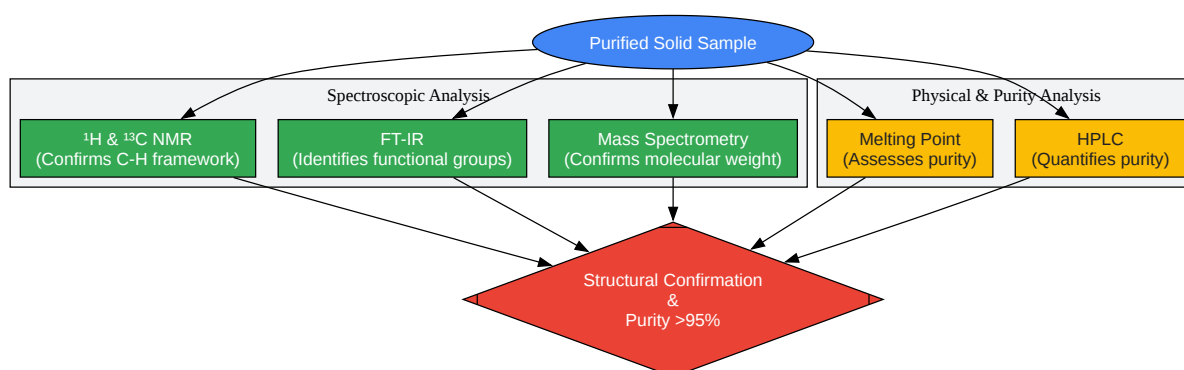 Purified Solid Sample
Spectroscopic Analysis
Physical & Purity Analysis
¹H & ¹³C NMR
(Confirms C-H framework)
FT-IR
(Identifies functional groups)
Mass Spectrometry
(Confirms molecular weight)
Melting Point
(Assesses purity)
HPLC
(Quantifies purity)
Structural Confirmation
&
Purity >95%